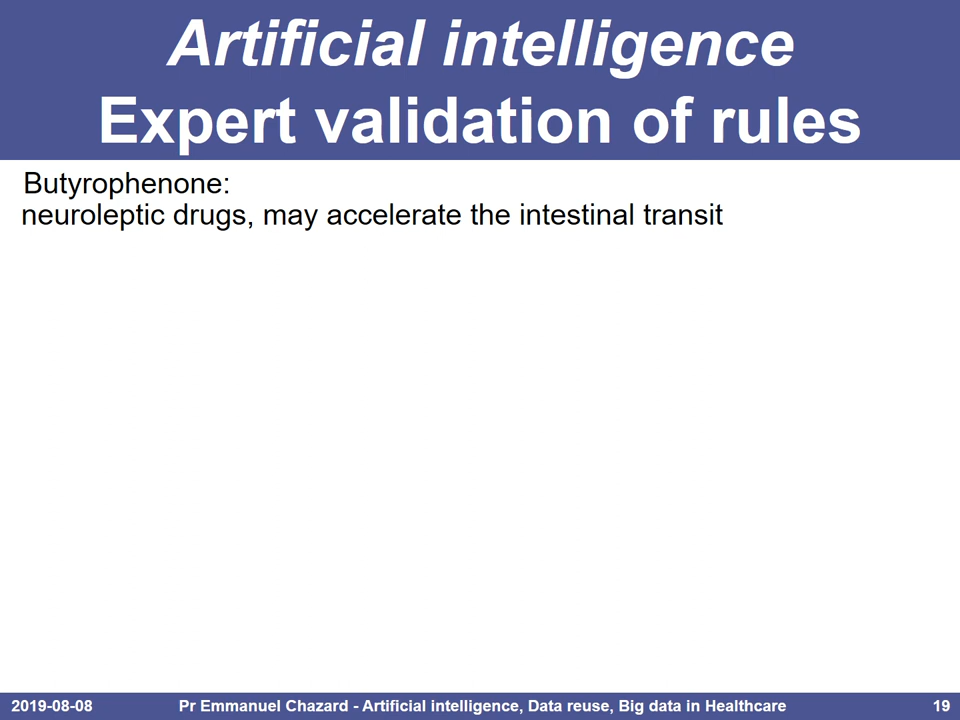 Artificial intelligence
Expert validation of rules
Butyrophenone:
neuroleptic drugs, may accelerate the intestinal transit
2019-08-08 Pr Emmanuel Chazard - Artificial intelligence, Data reuse, Big data in Healthcare 19